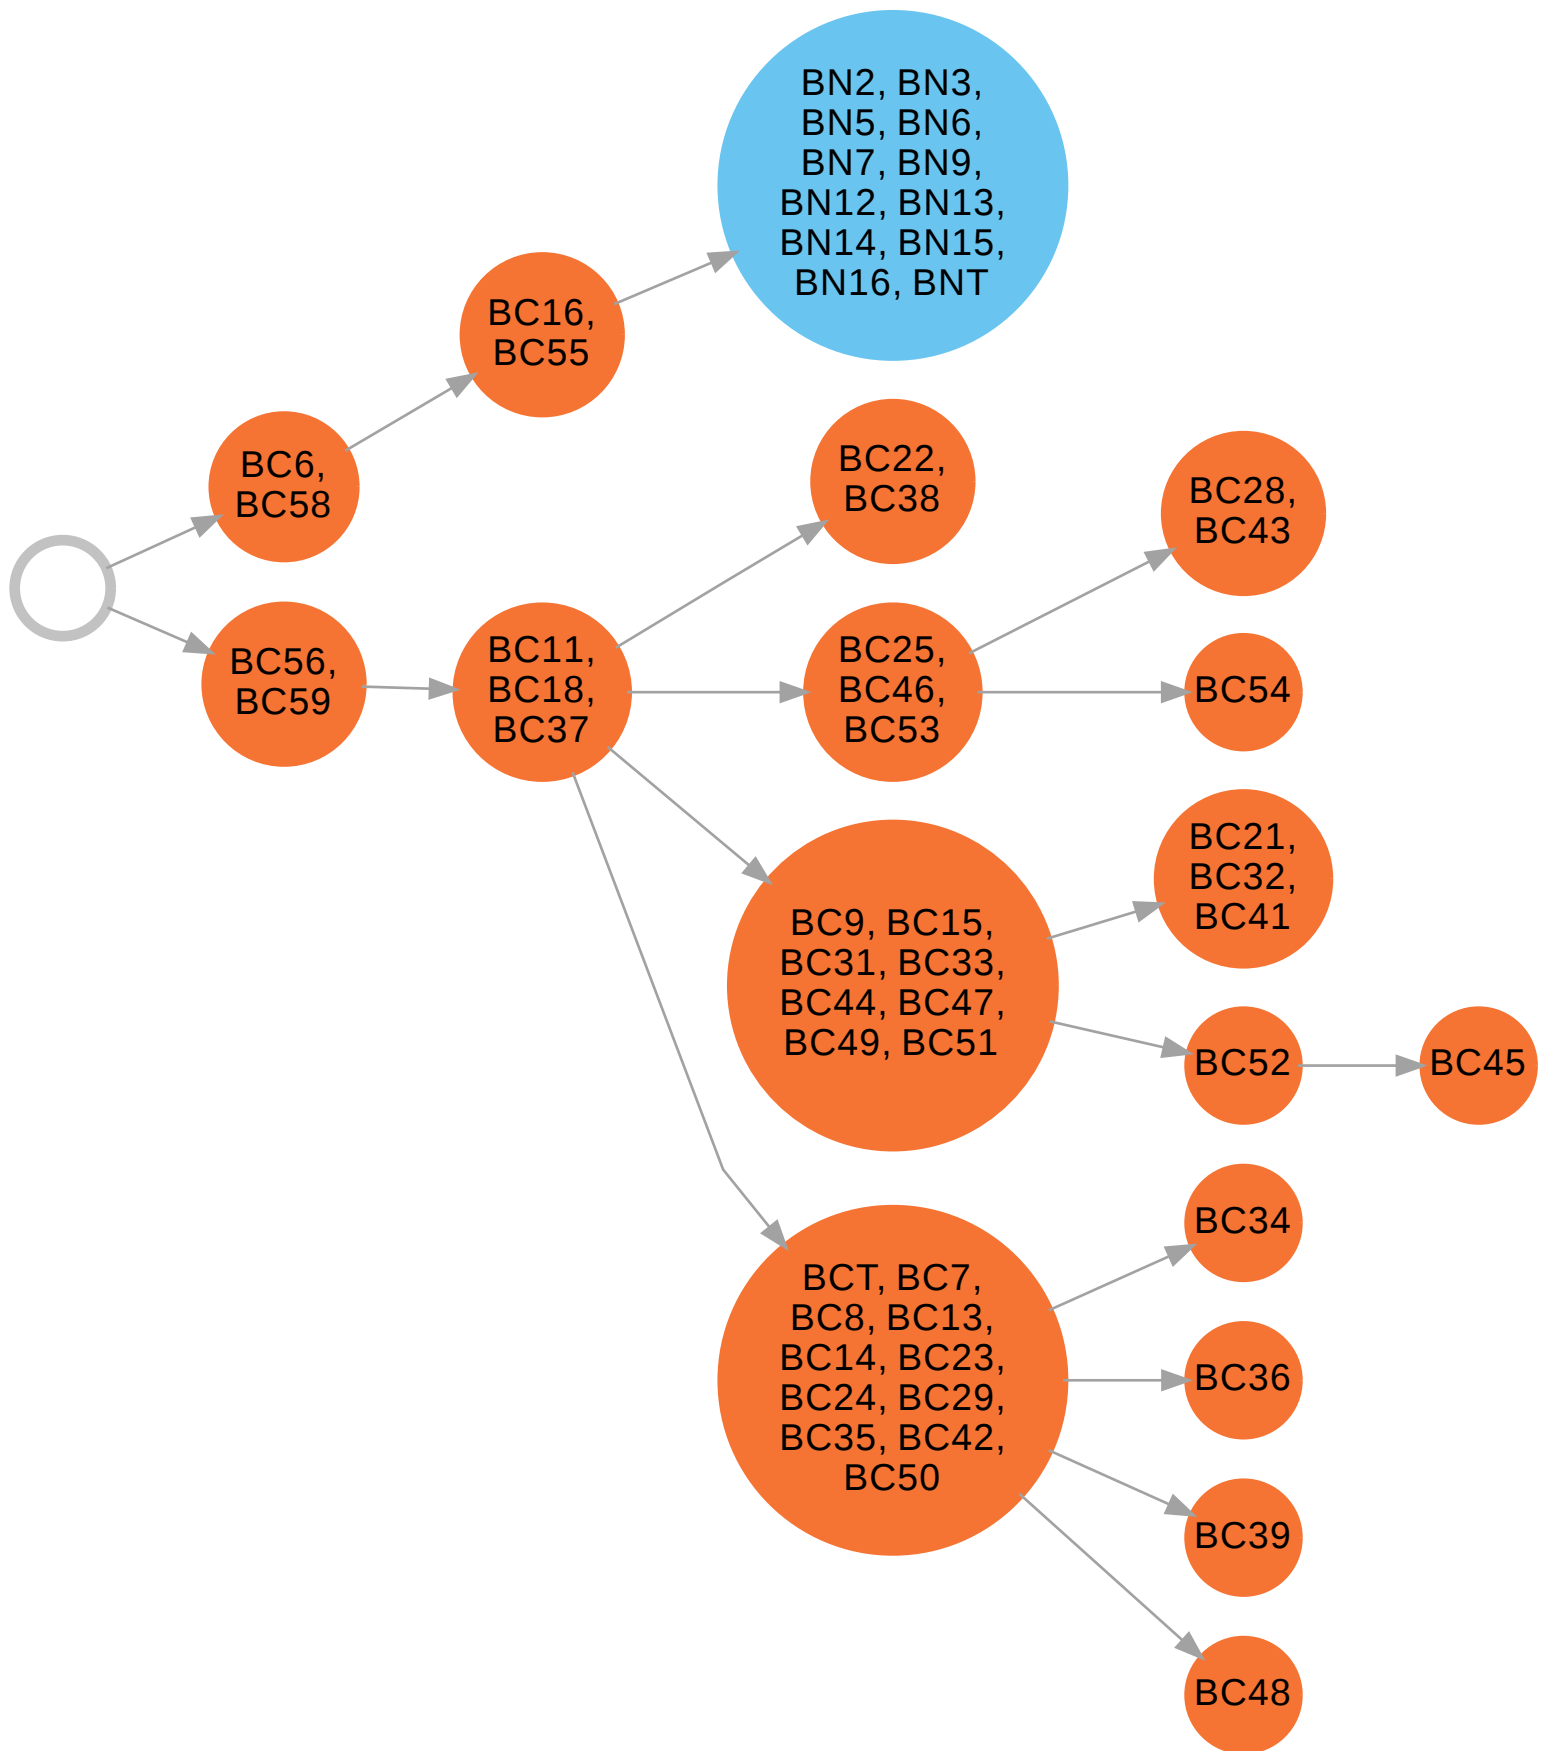 BN2, BN3,
BN5, BN6,
BN7, BN9,
BN12, BN13,
BN14, BN15,
BN16, BNT
BC16,
BC55
BC6,
BC58
BC22,
BC38
BC28,
BC43
BC56,
BC59
BC11,
BC18,
BC37
BC25,
BC46,
BC53
BC54
BC21,
BC32,
BC41
BC9, BC15,
BC31, BC33,
BC44, BC47,
BC49, BC51
BC52
BC45
BC34
BCT, BC7,
BC8, BC13,
BC14, BC23,
BC24, BC29,
BC35, BC42,
BC50
BC36
BC39
BC48